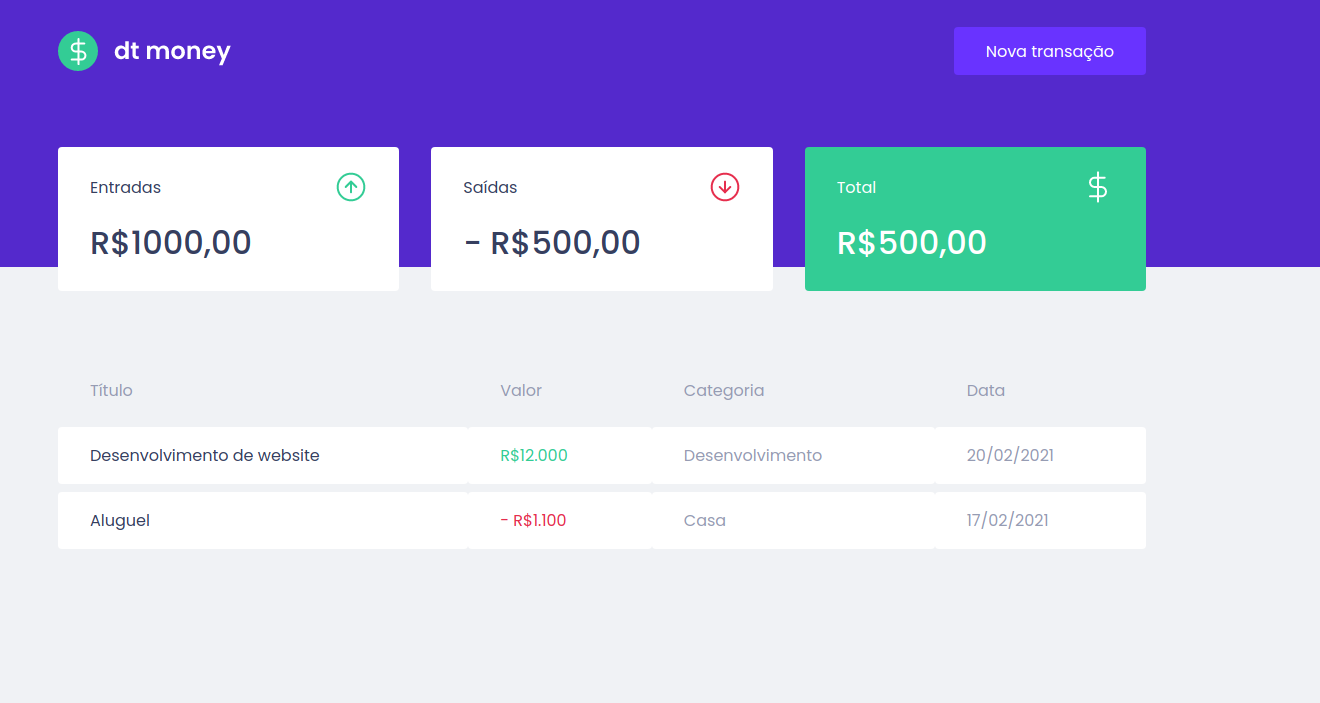 $ dt money
Nova transação
Entradas
R$1000,00
Saídas
- R$500,00
Total
$
R$500,00
Título Valor Categoria Data
Desenvolvimento de website R$12.000 Desenvolvimento 20/02/2021
Aluguel - R$1.100 Casa 17/02/2021